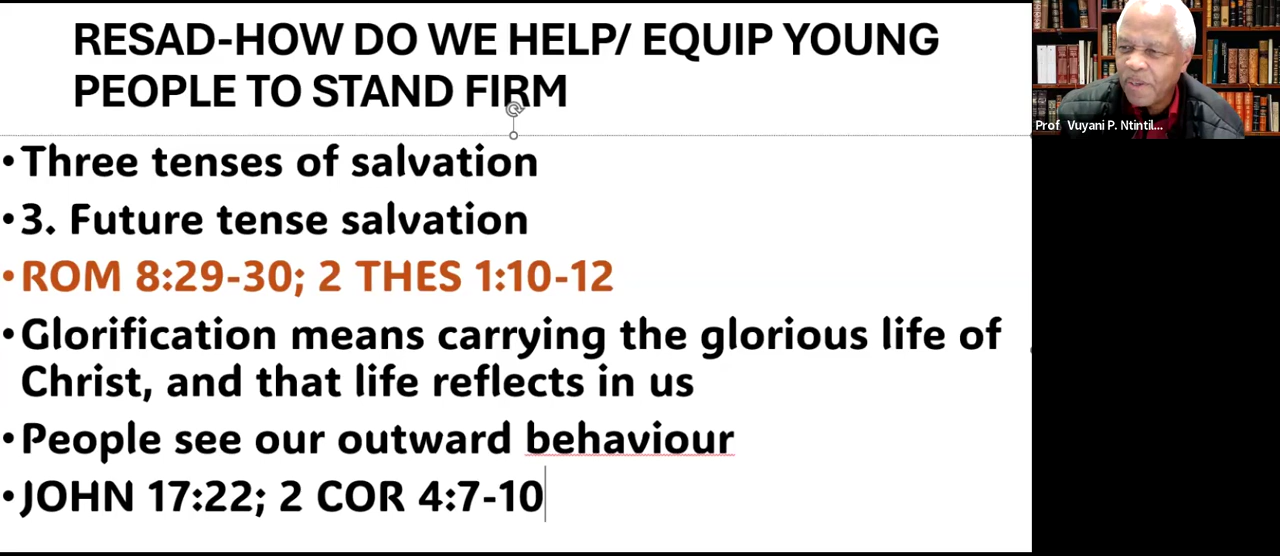 RESAD-HOW DO WE HELP/ EQUIP YOUNG
PEOPLE TO STAND FIRM
•Three tenses of salvation
•3. Future tense salvation
•ROM 8:29-30; 2 THES 1:10-12
•Glorification means carrying the glorious life of
Christ, and that life reflects in us
•People see our outward behaviour
•JOHN 17:22; 2 COR 4:7-10
Prof Vuyani P. Ntintil...